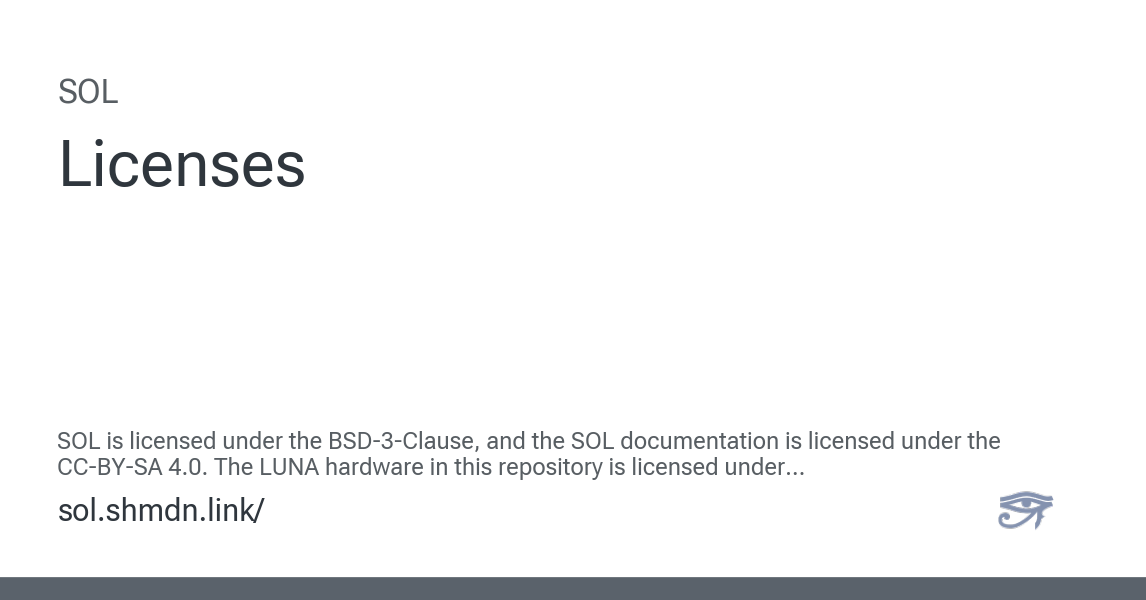 SOL
Licenses
SOL is licensed under the BSD-3-Clause, and the SOL documentation is licensed under the
CC-BY-SA 4.0. The LUNA hardware in this repository is licensed under...
sol.shmdn.link/